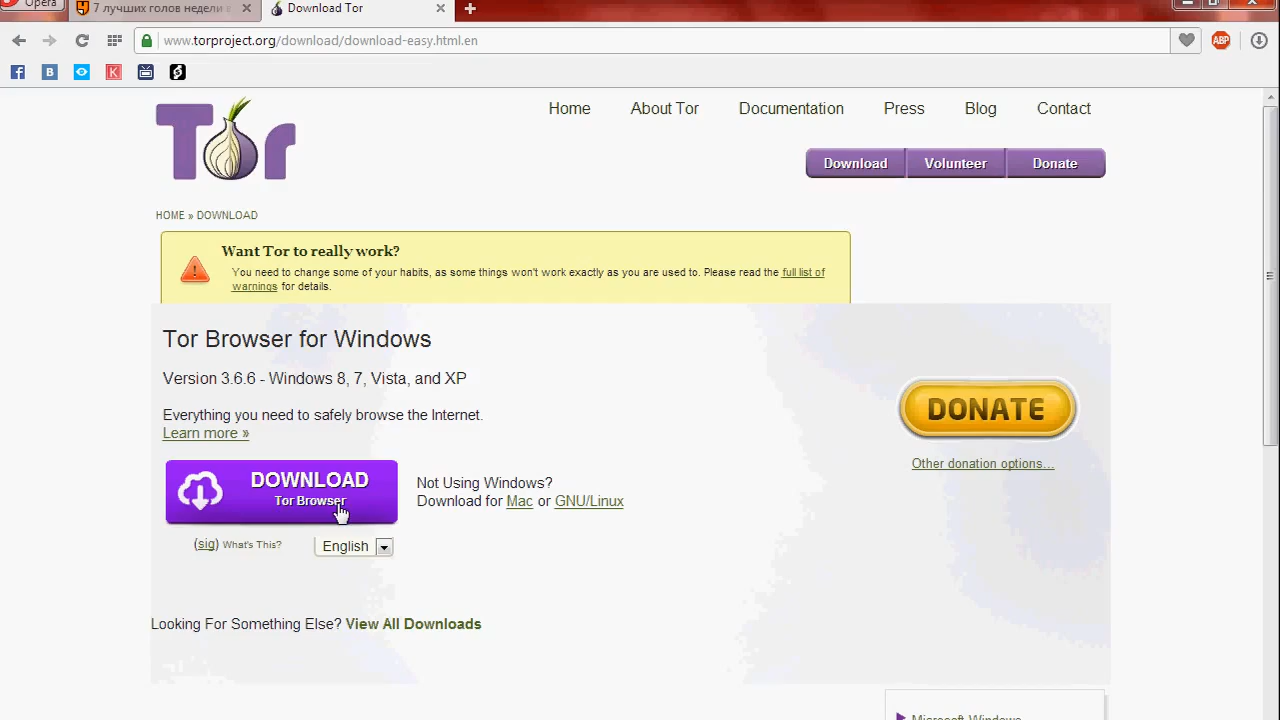 Opera
7 лучших голов недели
Download Tor
www.torproject.org/download/download-easy.html.en
ABP
Tor
Home About Tor Documentation Press Blog Contact
Download Volunteer Donate
HOME » DOWNLOAD
Want Tor to really work?
You need to change some of your habits, as some things won't work exactly as you are used to. Please read the full list of
warnings for details.
Tor Browser for Windows
Version 3.6.6 - Windows 8, 7, Vista, and XP
Everything you need to safely browse the Internet.
Learn more »
DOWNLOAD
Tor Browser
Not Using Windows?
Download for Mac or GNU/Linux
(sig) What's This?
English
DONATE
Other donation options...
Looking For Something Else? View All Downloads
Microsoft Windows